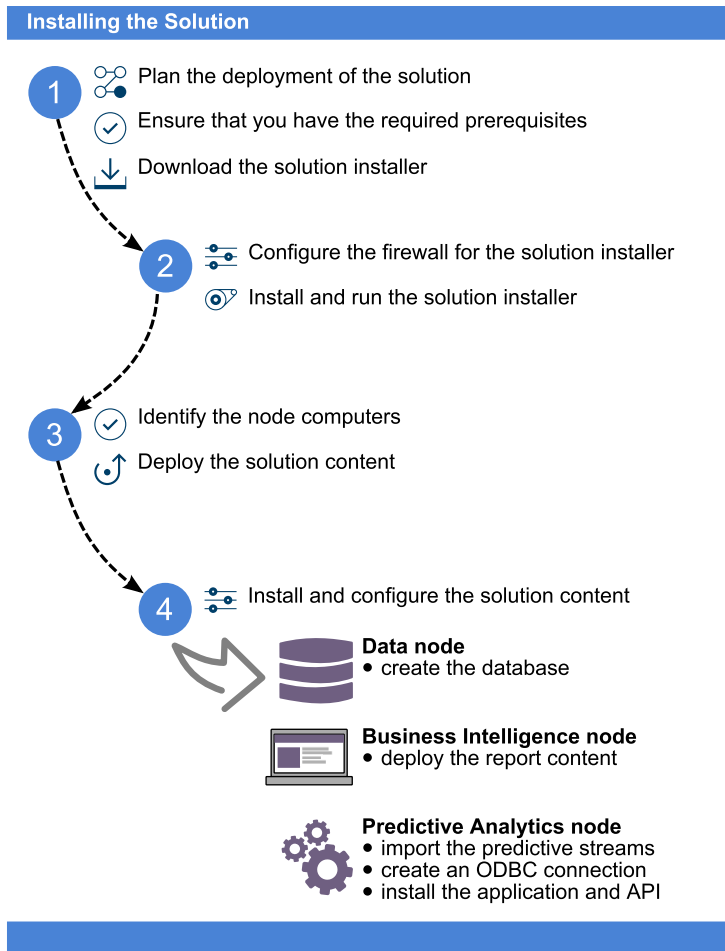 Installing the Solution
1
Plan the deployment of the solution
Ensure that you have the required prerequisites
Download the solution installer
2
Configure the firewall for the solution installer
Install and run the solution installer
3
Identify the node computers
Deploy the solution content
4
Install and configure the solution content
Data node
• create the database
Business Intelligence node
• deploy the report content
Predictive Analytics node
• import the predictive streams
• create an ODBC connection
• install the application and API